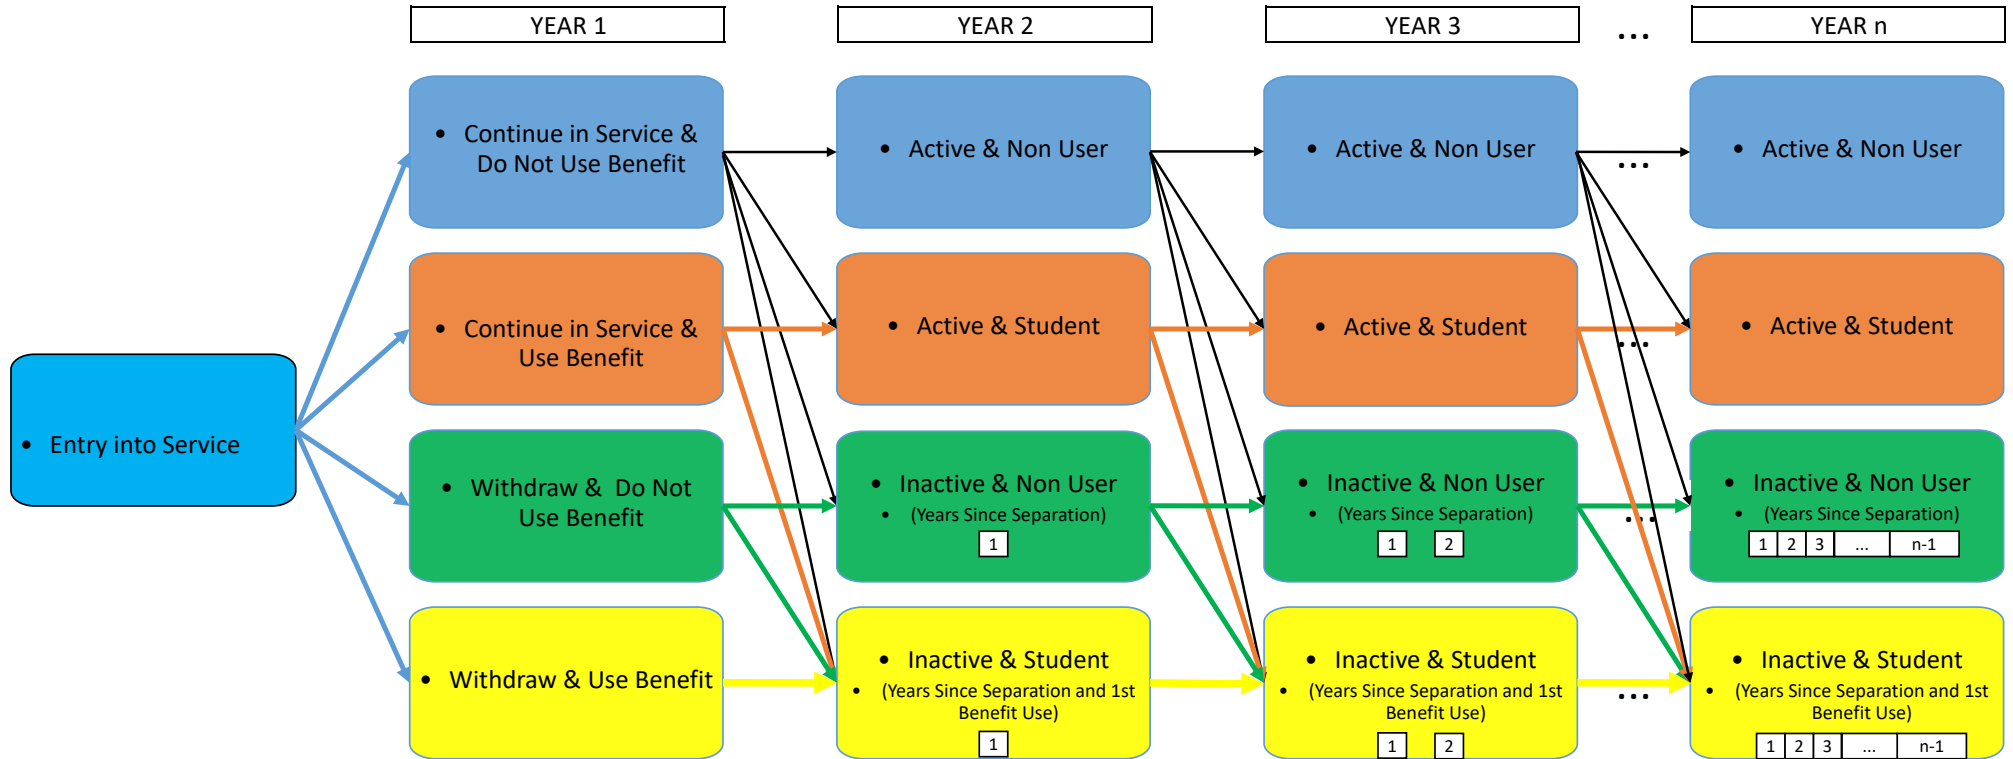 YEAR 1
YEAR 2
YEAR 3
...
YEAR n
• Entry into Service
• Continue in Service &
Do Not Use Benefit
• Continue in Service &
Use Benefit
• Withdraw & Do Not
Use Benefit
• Withdraw & Use Benefit
• Active & Non User
• Active & Student
• Inactive & Non User
• (Years Since Separation)
1
• Inactive & Student
• (Years Since Separation and 1st
Benefit Use)
1
• Active & Non User
• Active & Student
• Inactive & Non User
• (Years Since Separation)
1 2
• Inactive & Student
• (Years Since Separation and 1st
Benefit Use)
1 2
...
...
...
...
• Active & Non User
• Active & Student
• Inactive & Non User
• (Years Since Separation)
1 2 3 ... n-1
• Inactive & Student
• (Years Since Separation and 1st
Benefit Use)
1 2 3 ... n-1